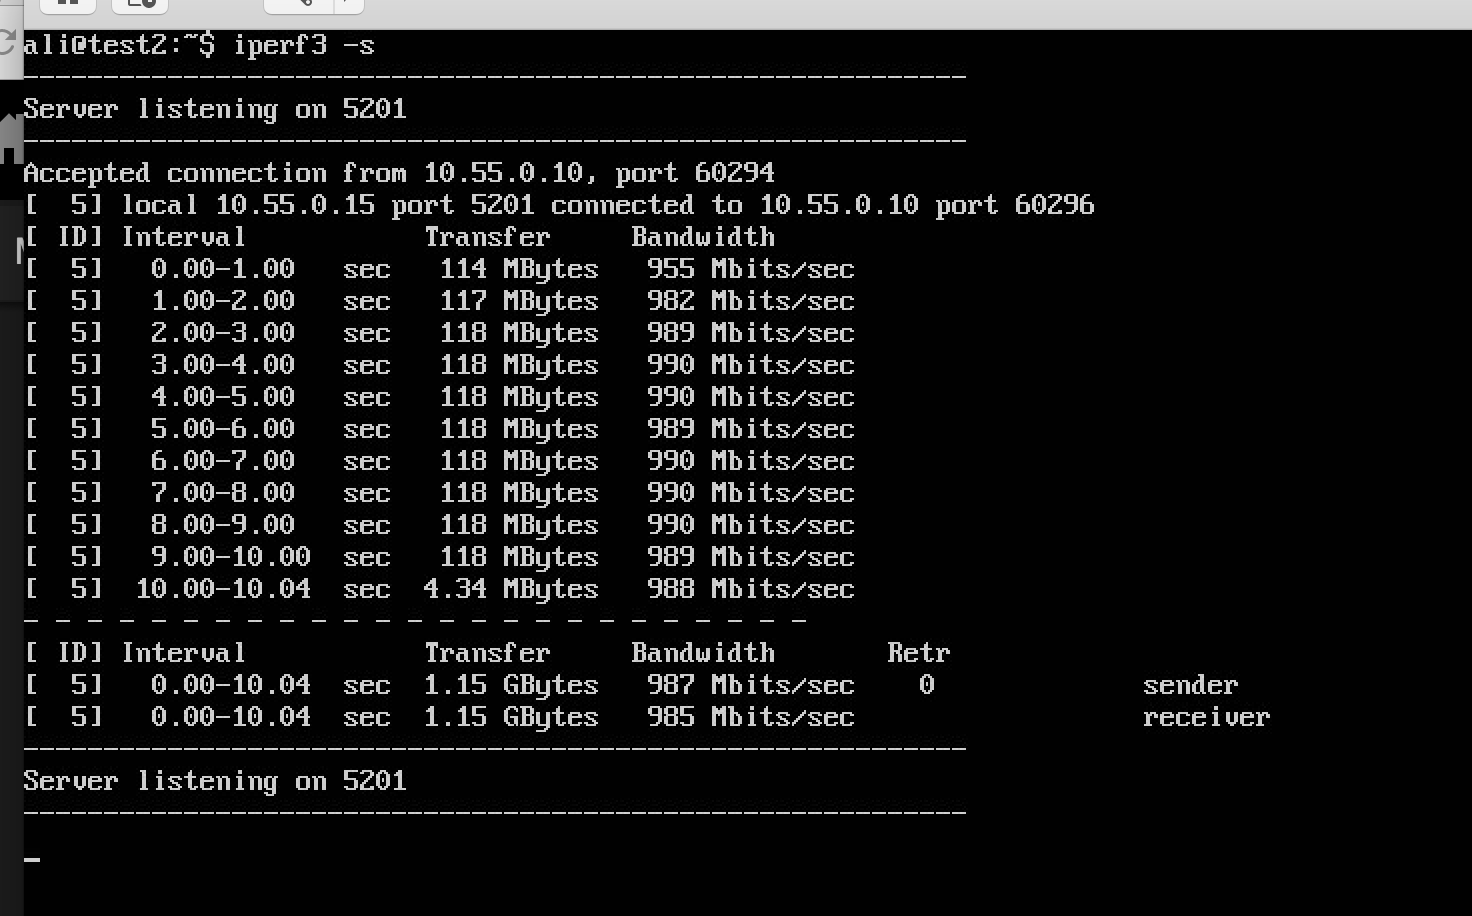 ali@test2:~$ iperf3 -s
-----------------------------------------------------------
Server listening on 5201
-----------------------------------------------------------
Accepted connection from 10.55.0.10, port 60294
[  5] local 10.55.0.15 port 5201 connected to 10.55.0.10 port 60296
[ ID] Interval           Transfer     Bandwidth
[  5]   0.00-1.00   sec   114 MBytes   955 Mbits/sec
[  5]   1.00-2.00   sec   117 MBytes   982 Mbits/sec
[  5]   2.00-3.00   sec   118 MBytes   989 Mbits/sec
[  5]   3.00-4.00   sec   118 MBytes   990 Mbits/sec
[  5]   4.00-5.00   sec   118 MBytes   990 Mbits/sec
[  5]   5.00-6.00   sec   118 MBytes   989 Mbits/sec
[  5]   6.00-7.00   sec   118 MBytes   990 Mbits/sec
[  5]   7.00-8.00   sec   118 MBytes   990 Mbits/sec
[  5]   8.00-9.00   sec   118 MBytes   990 Mbits/sec
[  5]   9.00-10.00  sec   118 MBytes   989 Mbits/sec
[  5]  10.00-10.04  sec  4.34 MBytes   988 Mbits/sec
- - - - - - - - - - - - - - - - - - - - - - - - -
[ ID] Interval           Transfer     Bandwidth       Retr
[  5]   0.00-10.04  sec  1.15 GBytes   987 Mbits/sec    0             sender
[  5]   0.00-10.04  sec  1.15 GBytes   985 Mbits/sec                  receiver
-----------------------------------------------------------
Server listening on 5201
-----------------------------------------------------------